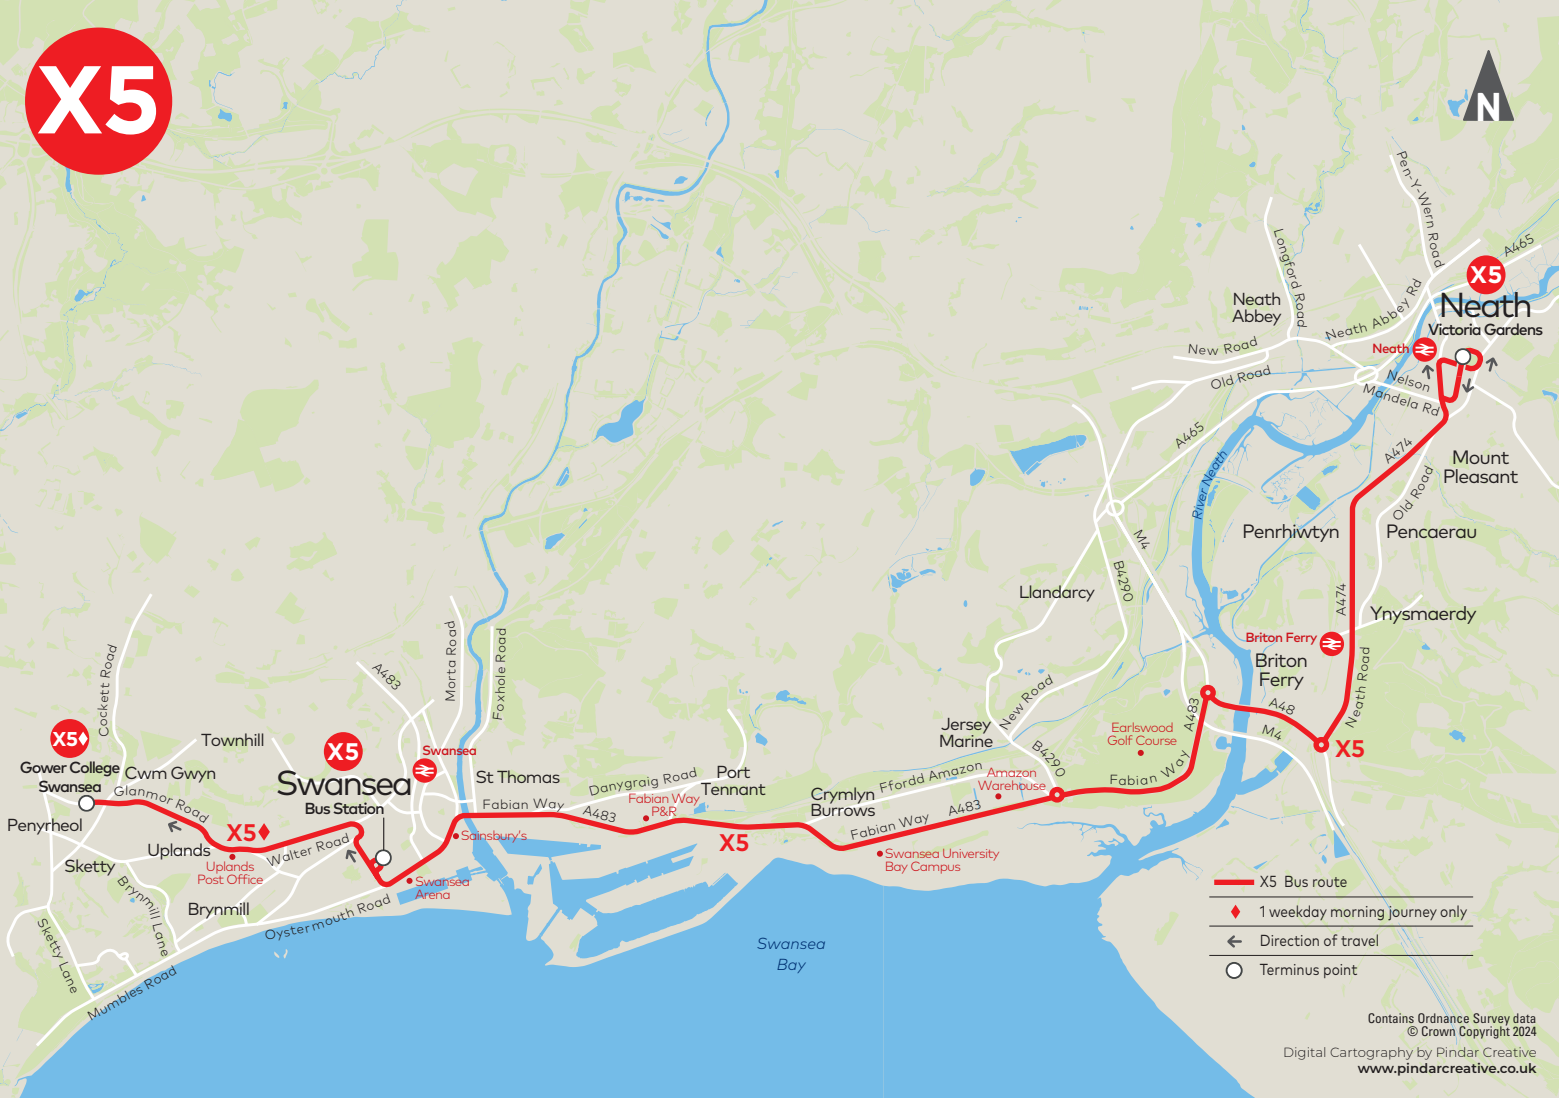 X5
N
Pen-Y-Wern Road
A465
Longford Road
X5
Neath
Victoria Gardens
Neath
Abbey
Neath Abbey Rd
Neath
New Road
Old Road
Nelson
Mandela Rd
A465
A474
Mount
Pleasant
River Neath
Old Road
Penrhiwtyn
Pencaerau
M4
B4290
Llandarcy
A474
Ynysmaerdy
Briton Ferry
Briton
Ferry
Neath Road
A48
X5
M4
A483
New Road
Jersey
Marine
Earlswood
Golf Course
B4290
Fabian Way
Amazon
Warehouse
Ffordd Amazon
Crymlyn
Burrows
A483
Fabian Way
Swansea University
Bay Campus
Port
Tennant
Danygraig Road
Fabian Way
P&R
X5
A483
Fabian Way
St Thomas
Sainsbury's
Morta Road
Foxhole Road
A483
Swansea
X5
Swansea
Bus Station
Swansea
Arena
Cockett Road
Townhill
X5
Gower College
Swansea
Cwm Gwyn
Glanmor Road
Penyrheol
X5
Uplands
Walter Road
Uplands
Post Office
Sketty
Brynmill Lane
Brynmill
Oystermouth Road
Sketty Lane
Mumbles Road
Swansea
Bay
X5 Bus route
1 weekday morning journey only
Direction of travel
Terminus point
Contains Ordnance Survey data
© Crown Copyright 2024
Digital Cartography by Pindar Creative
www.pindarcreative.co.uk